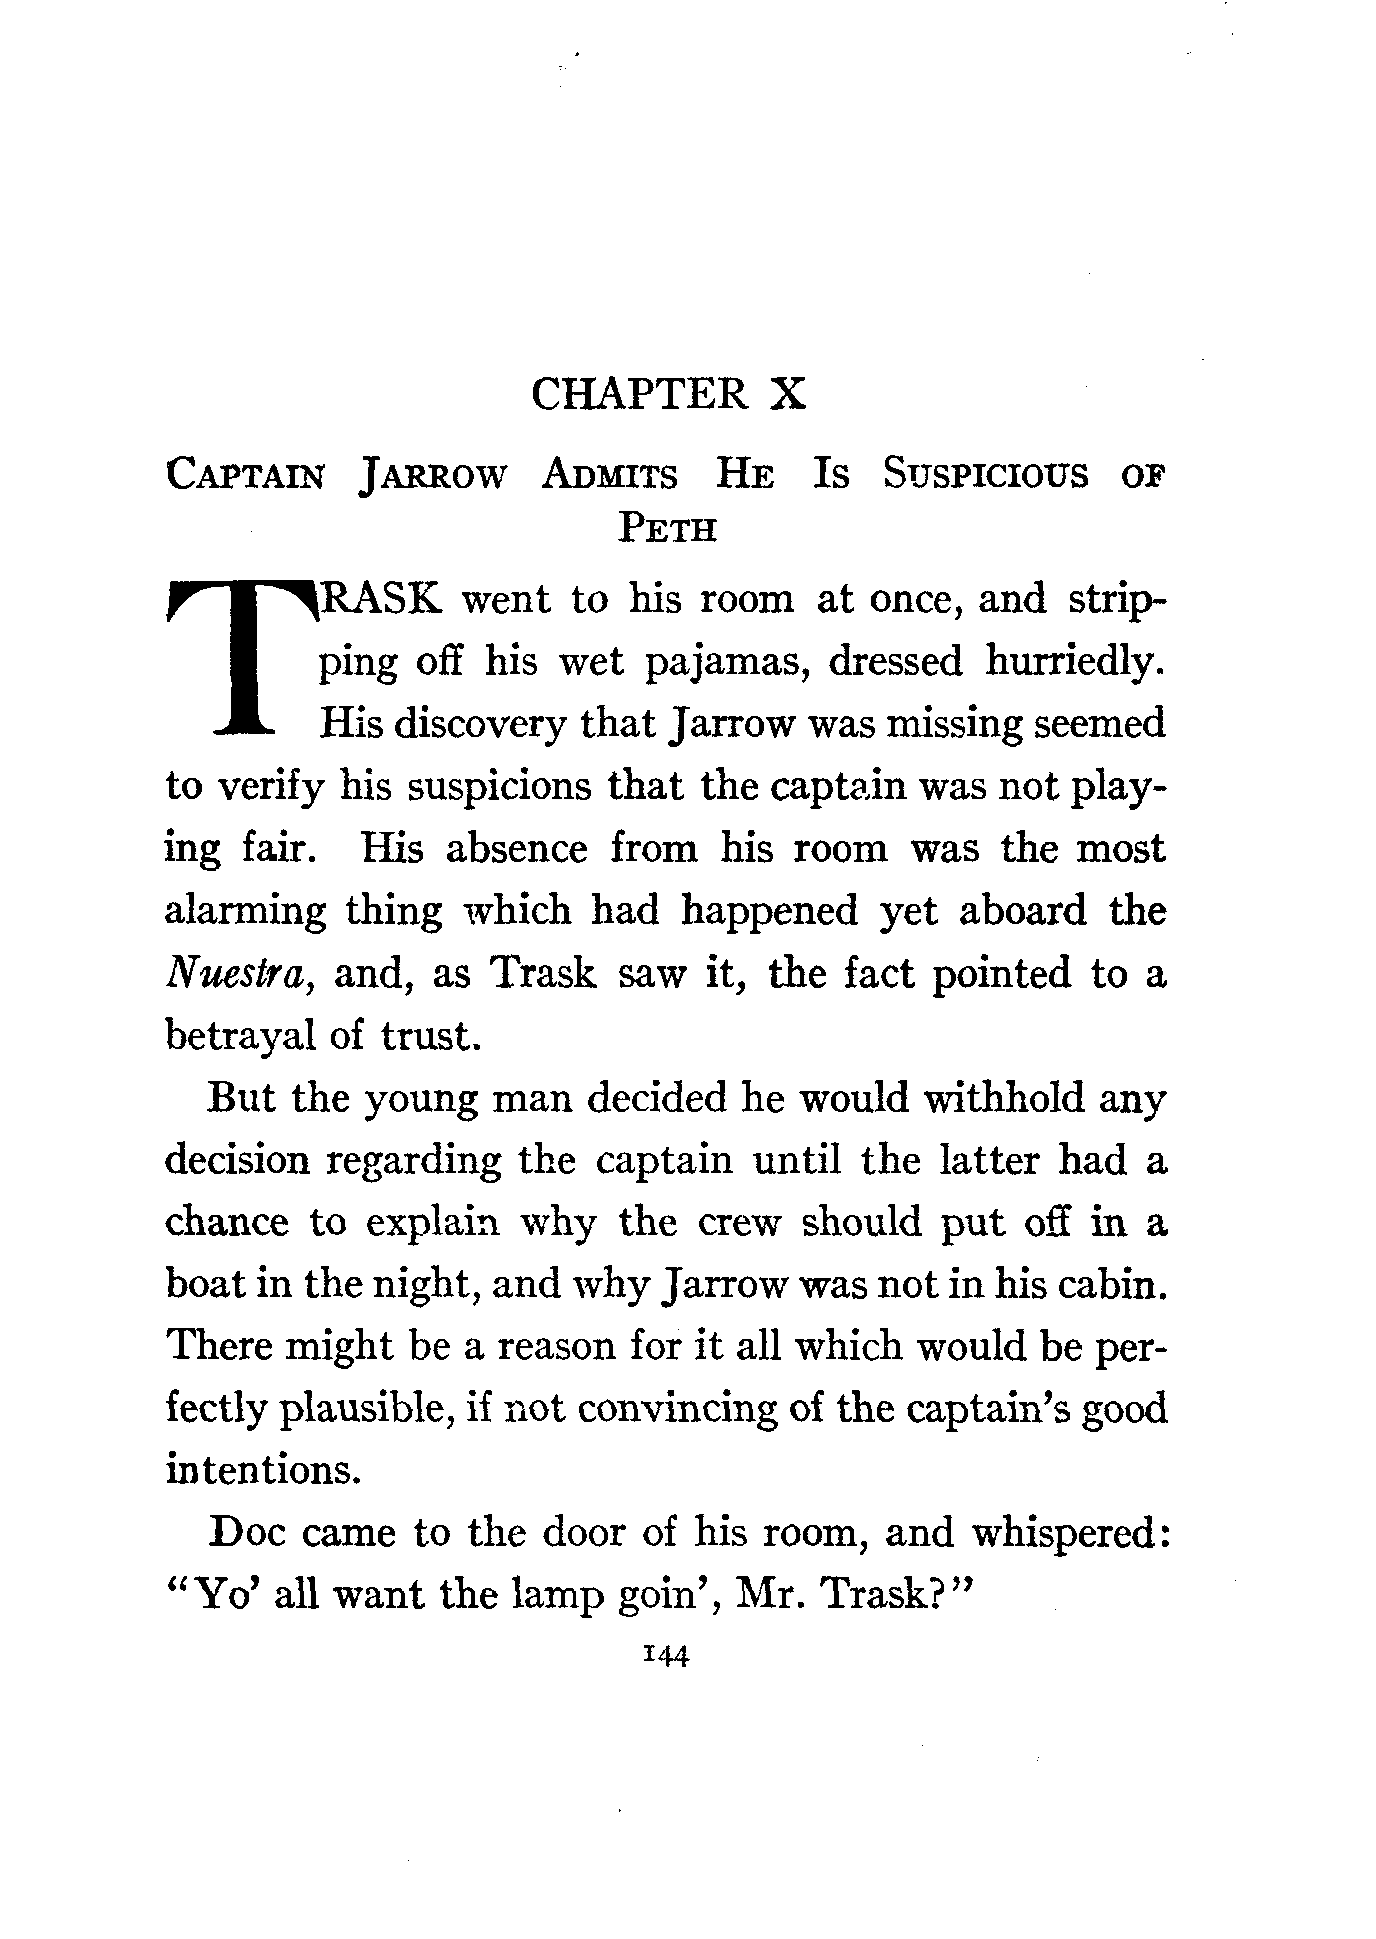 CHAPTER X
Captain Jarrow Admits He Is Suspicious of
Peth
TRASK went to his room at once, and strip-
ping off his wet pajamas, dressed hurriedly.
His discovery that Jarrow was missing seemed
to verify his suspicions that the captain was not play-
ing fair. His absence from his room was the most
alarming thing which had happened yet aboard the
Nuestra, and, as Trask saw it, the fact pointed to a
betrayal of trust.
But the young man decided he would withhold any
decision regarding the captain until the latter had a
chance to explain why the crew should put off in a
boat in the night, and why Jarrow was not in his cabin.
There might be a reason for it all which would be per-
fectly plausible, if not convincing of the captain's good
intentions.
Doc came to the door of his room, and whispered:
"Yo' all want the lamp goin', Mr. Trask?"
144